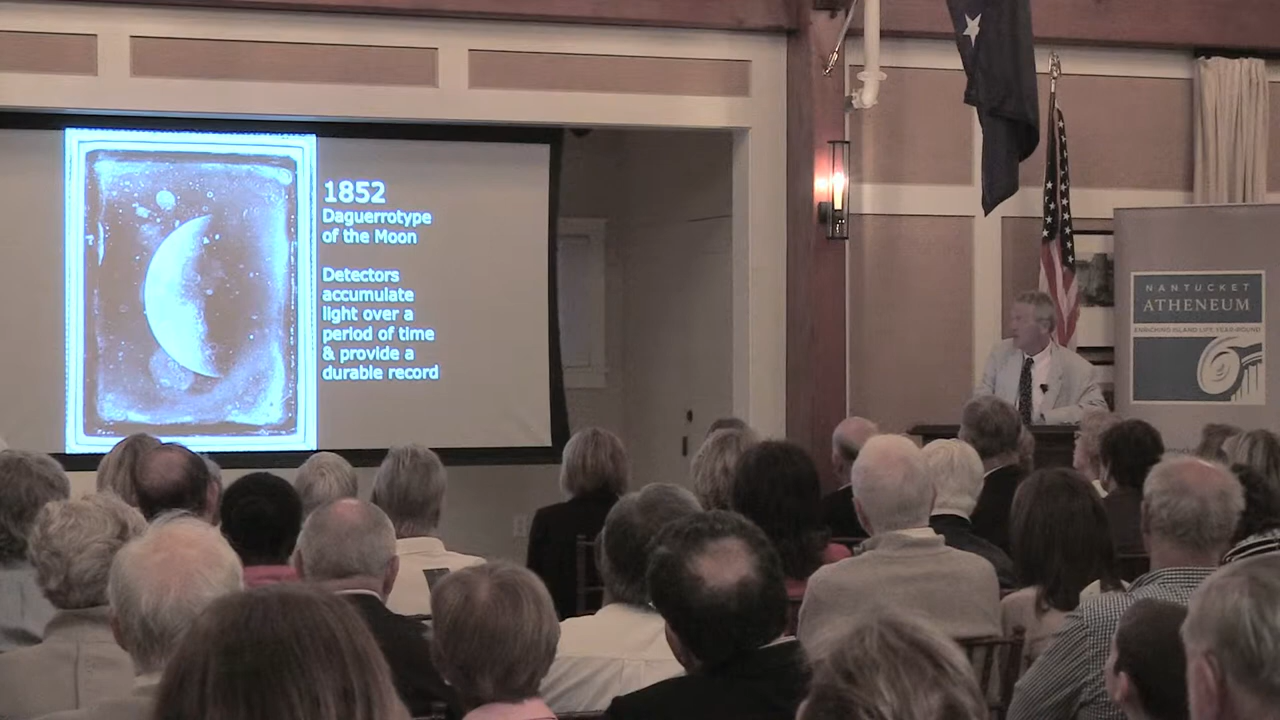 1852
Daguerrotype
of the Moon
Detectors
accumulate
light over a
period of time
& provide a
durable record
NANTUCKET
ATHENEUM
ENRICHING ISLAND LIFE YEAR-ROUND